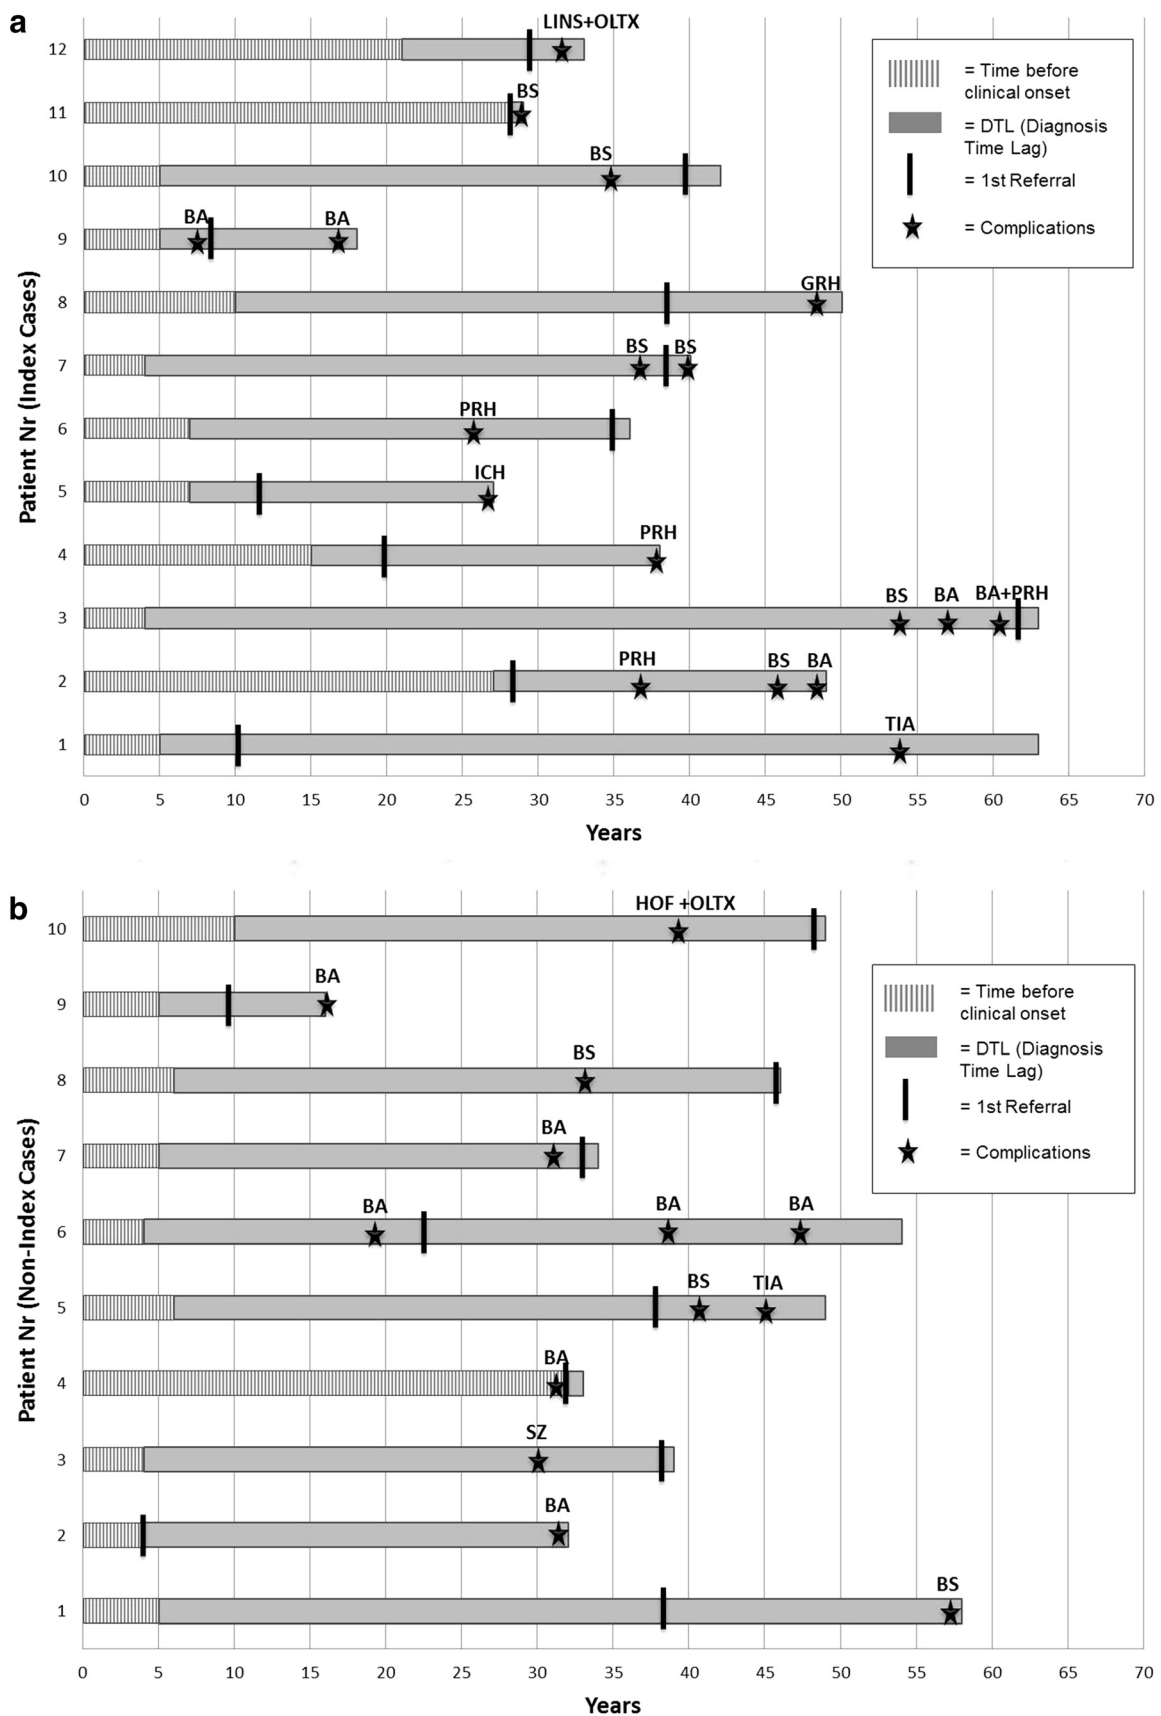 a
LINS+OLTX
12
BS
11
BS
10
BA
BA
9
GRH
8
BS
BS
7
PRH
6
ICH
5
PRH
4
BS
BA
BA+PRH
3
PRH
BS
BA
2
TIA
1
Patient Nr (Index Cases)
0 5 10 15 20 25 30 35 40 45 50 55 60 65 70
Years
= Time before
clinical onset
= DTL (Diagnosis
Time Lag)
= 1st Referral
= Complications
b
HOF +OLTX
10
BA
9
BS
8
BA
7
BA
BA
BA
6
BS
TIA
5
BA
4
SZ
3
BA
2
BS
1
Patient Nr (Non-Index Cases)
0 5 10 15 20 25 30 35 40 45 50 55 60 65 70
Years
= Time before
clinical onset
= DTL (Diagnosis
Time Lag)
= 1st Referral
= Complications